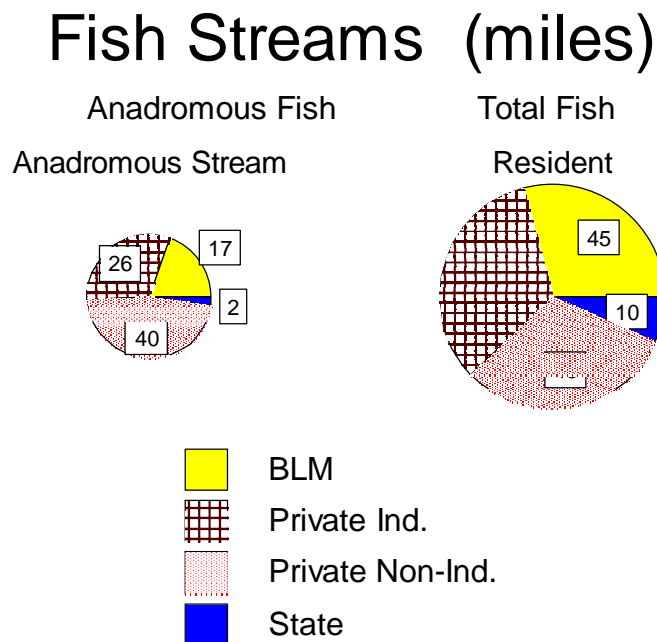 Fish Streams (miles)
Anadromous Fish
Total Fish
Anadromous Stream
Resident
26
17
2
40
45
10
BLM
Private Ind.
Private Non-Ind.
State